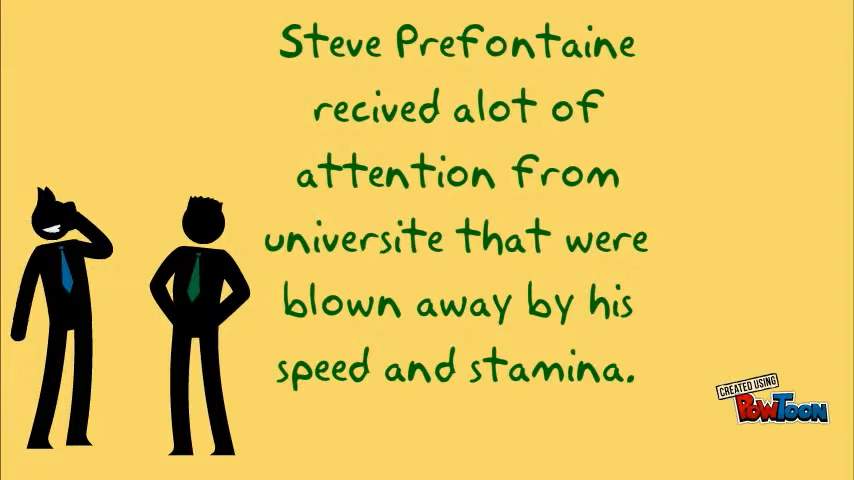 Steve Prefontaine
recived alot of
attention from
universite that were
blown away by his
speed and stamina.
CREATED USING
POWTOON